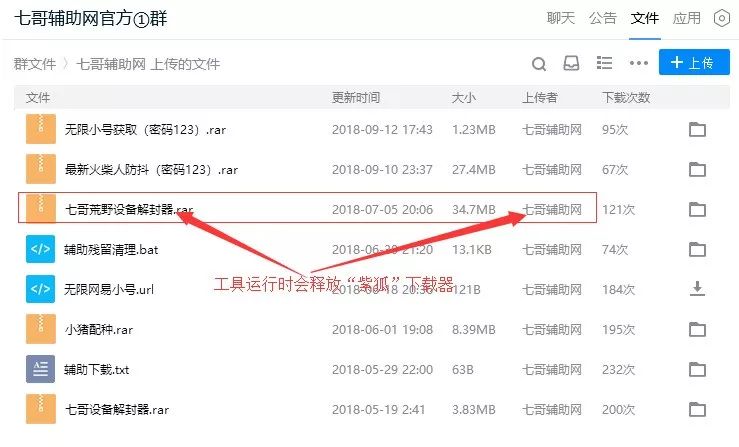 七哥辅助网官方①群 聊天 公告 文件 应用
群文件 〉七哥辅助网 上传的文件 上传
文件 更新时间 大小 上传者 下载次数
无限小号获取（密码123）.rar 2018-09-12 17:43 1.23MB 七哥辅助网 95次
最新火柴人防抖（密码123）.rar 2018-09-10 23:37 27.4MB 七哥辅助网 67次
七哥荒野设备解封器.rar 2018-07-05 20:06 34.7MB 七哥辅助网 121次
辅助残留清理.bat 21:20 13.1KB 七哥辅助网 74次
工具运行时会释放“紫狐”下载器
无限网易小号.url 121B 七哥辅助网 184次
小猪配种.rar 2018-06-01 19:08 8.39MB 七哥辅助网 195次
辅助下载.txt 2018-05-29 22:00 63B 七哥辅助网 232次
七哥设备解封器.rar 2018-05-19 2:41 3.83MB 七哥辅助网 200次